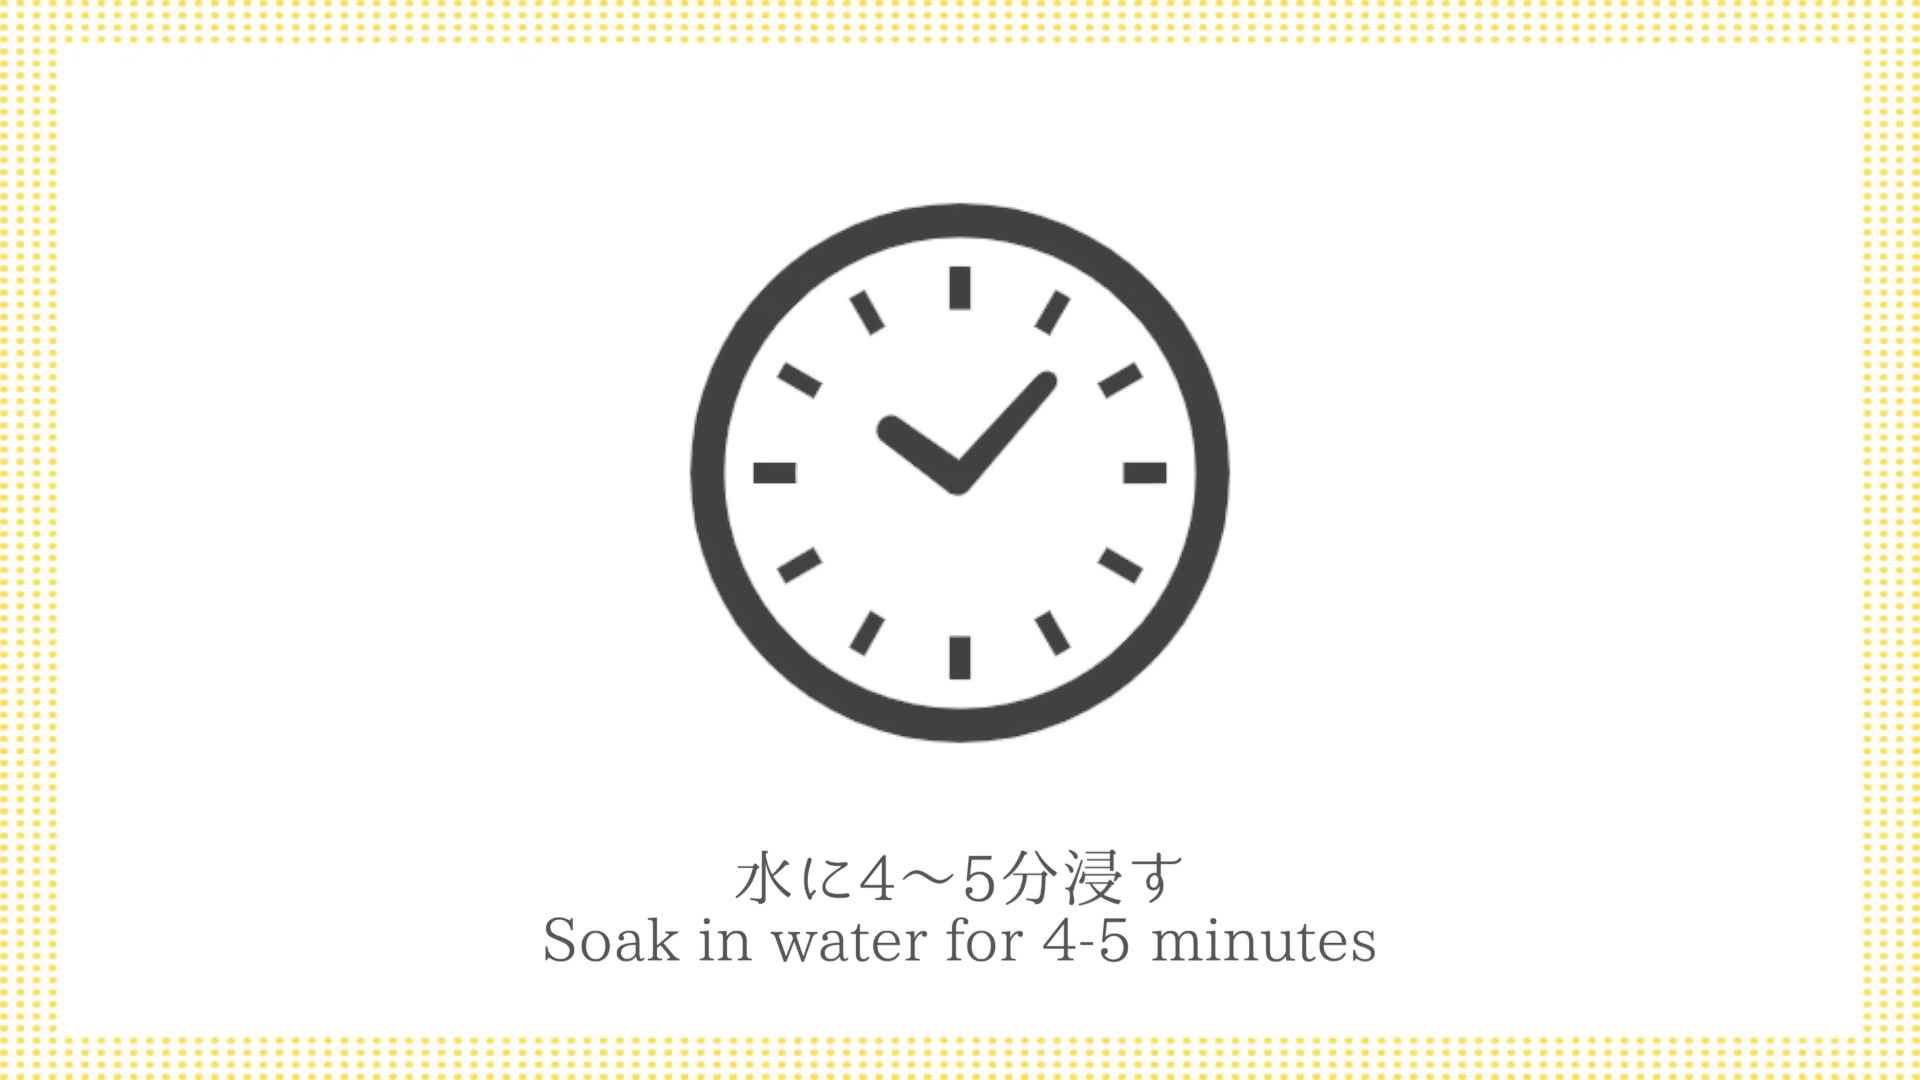 水に4〜5分浸す
Soak in water for 4-5 minutes